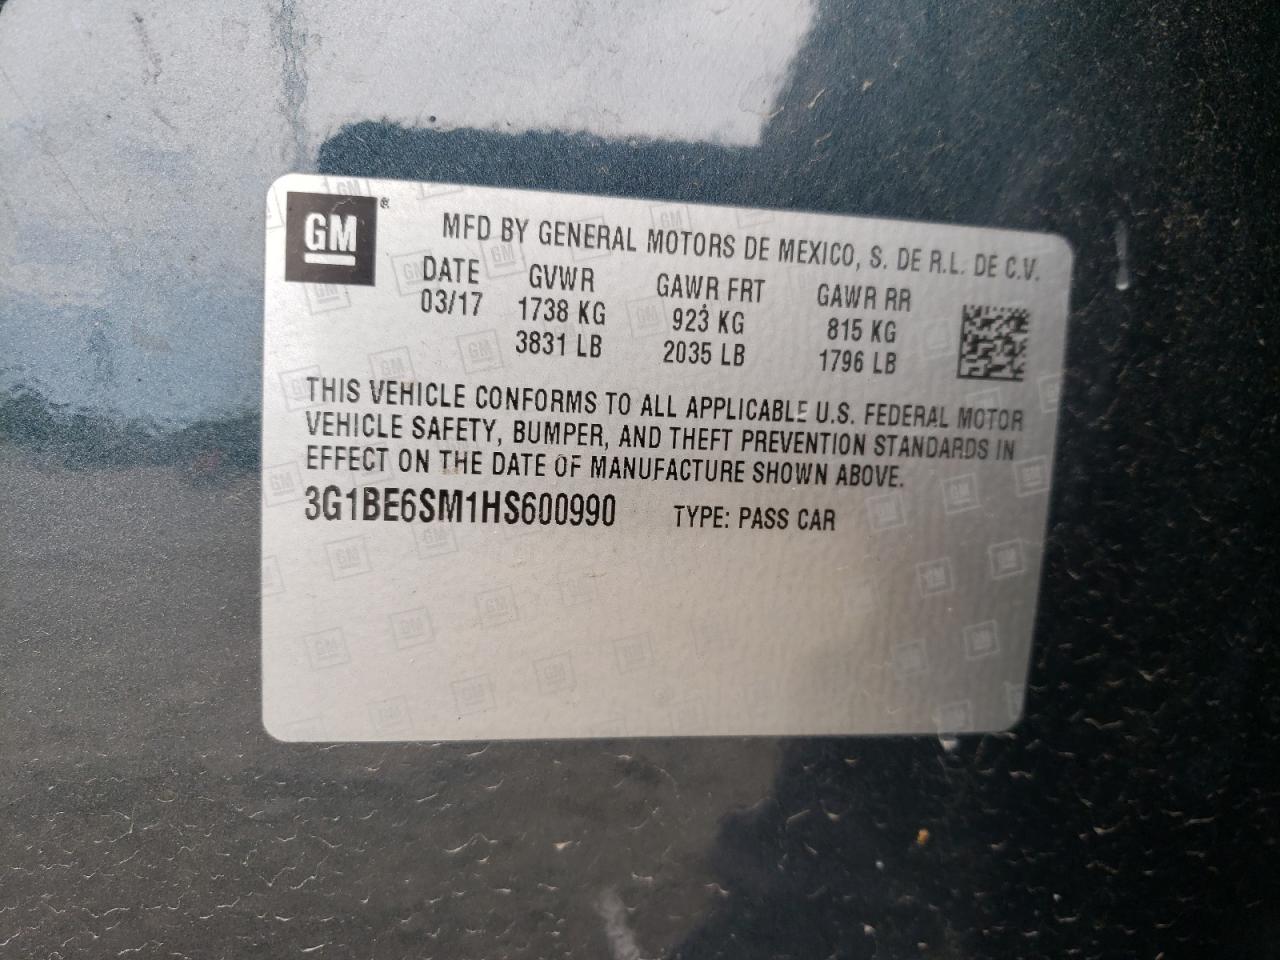 GM®
MFD BY GENERAL MOTORS DE MEXICO, S. DE R.L. DE C.V.
DATE GVWR GAWR FRT GAWR RR
03/17 1738 KG 923 KG 815 KG
3831 LB 2035 LB 1796 LB
THIS VEHICLE CONFORMS TO ALL APPLICABLE U.S. FEDERAL MOTOR
VEHICLE SAFETY, BUMPER, AND THEFT PREVENTION STANDARDS IN
EFFECT ON THE DATE OF MANUFACTURE SHOWN ABOVE.
3G1BE6SM1HS600990 TYPE: PASS CAR